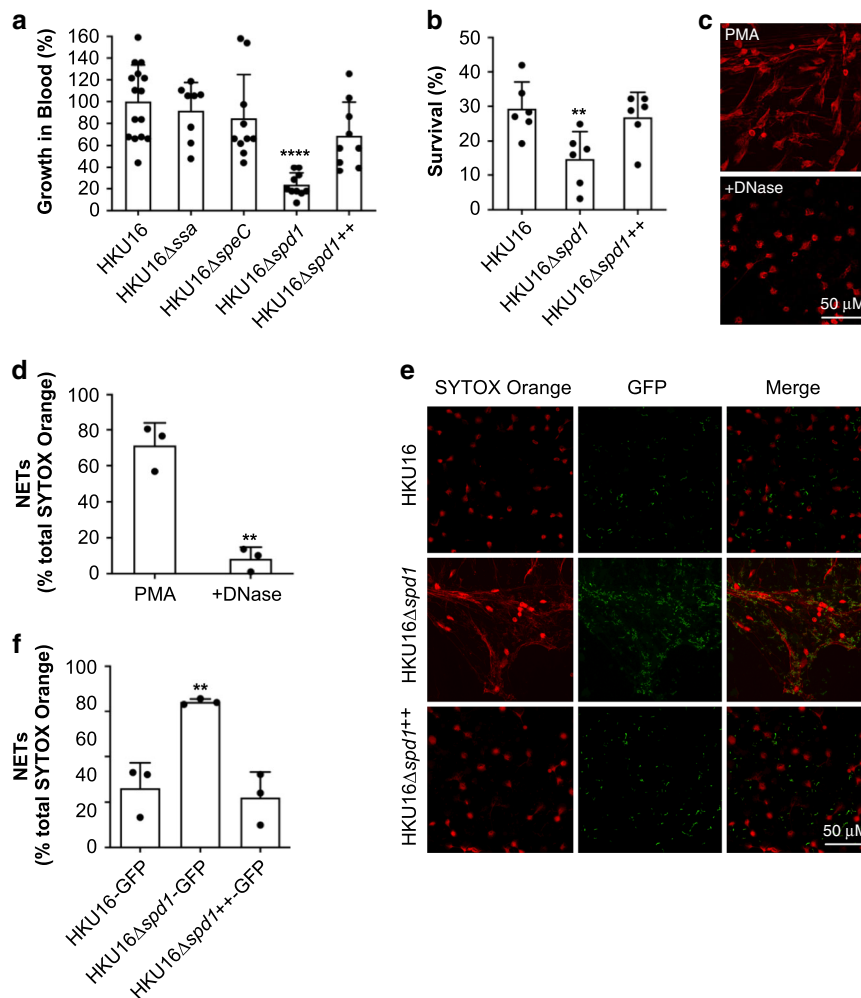 a
Growth in Blood (%)
160
140
120
100
80
60
40
20
0
****
HKU16
HKU16Δssa
HKU16ΔspeC
HKU16Δspd1
HKU16Δspd1++
b
Survival (%)
50
40
30
20
10
0
**
HKU16
HKU16Δspd1
HKU16Δspd1++
c
PMA
+DNase
50 μM
d
NETs
(% total SYTOX Orange)
100
80
60
40
20
0
**
PMA
+DNase
e
SYTOX Orange
GFP
Merge
HKU16
HKU16Δspd1
HKU16Δspd1++
50 μM
f
NETs
(% total SYTOX Orange)
100
80
60
40
20
0
**
HKU16-GFP
HKU16Δspd1-GFP
HKU16Δspd1++-GFP